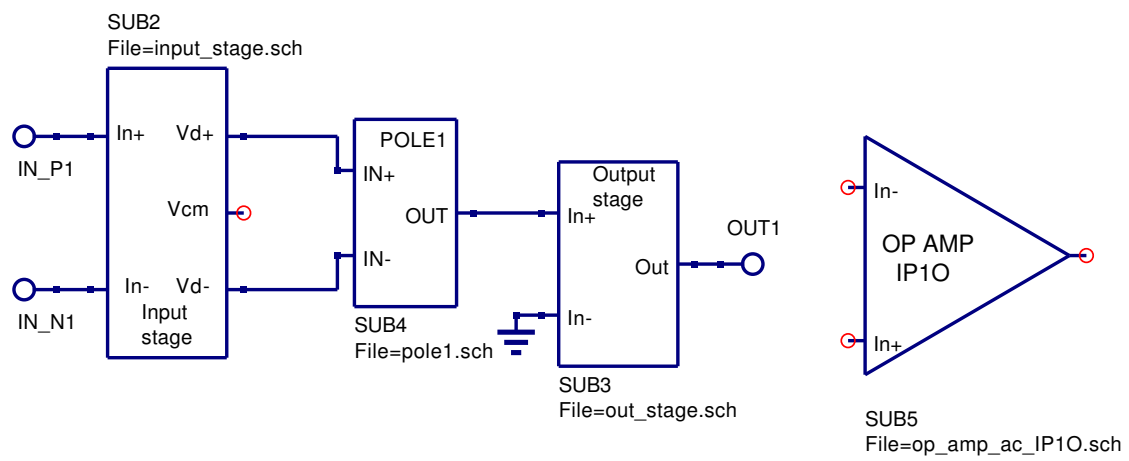 SUB2
File=input_stage.sch
In+
Vd+
Vcm
In-
Vd-
Input
stage
IN_P1
IN_N1
POLE1
IN+
OUT
IN-
SUB4
File=pole1.sch
Output
stage
In+
Out
In-
SUB3
File=out_stage.sch
OUT1
In-
OP AMP
IP1O
In+
SUB5
File=op_amp_ac_IP1O.sch